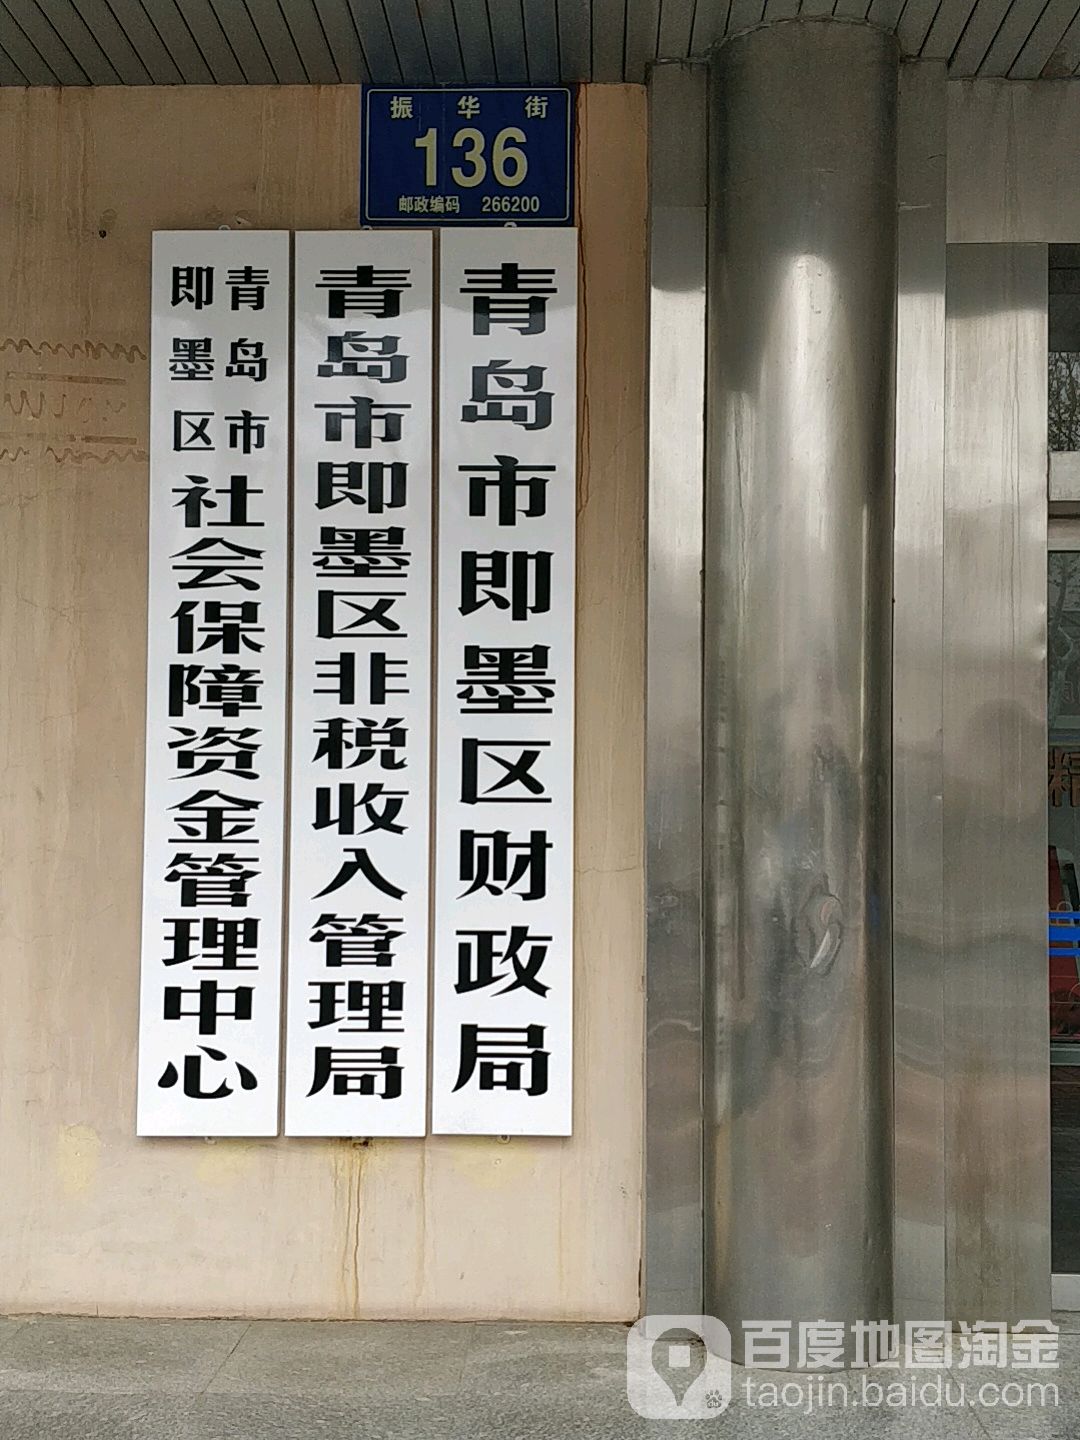 振华街
136
邮政编码 266200
青岛市即墨区财政局
青岛市即墨区非税收入管理局
青岛市
即墨区
社会保障资金管理中心
精
百度地图淘金
taojin.baidu.com